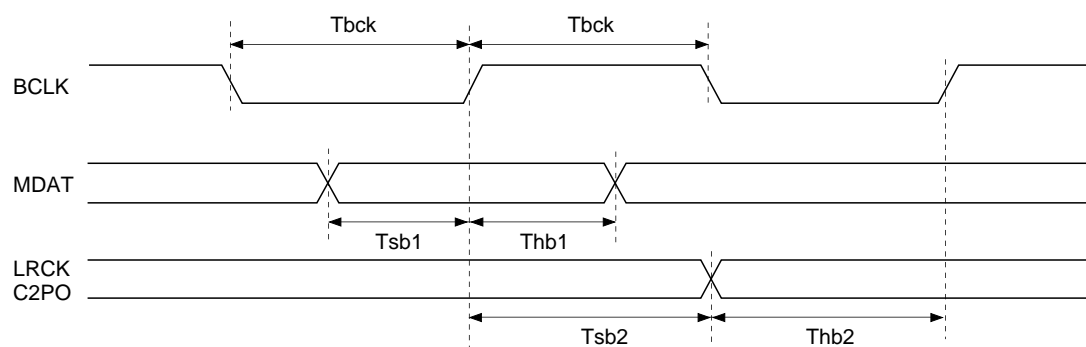 Tbck Tbck
BCLK
MDAT
Tsb1 Thb1
LRCK
C2PO
Tsb2 Thb2